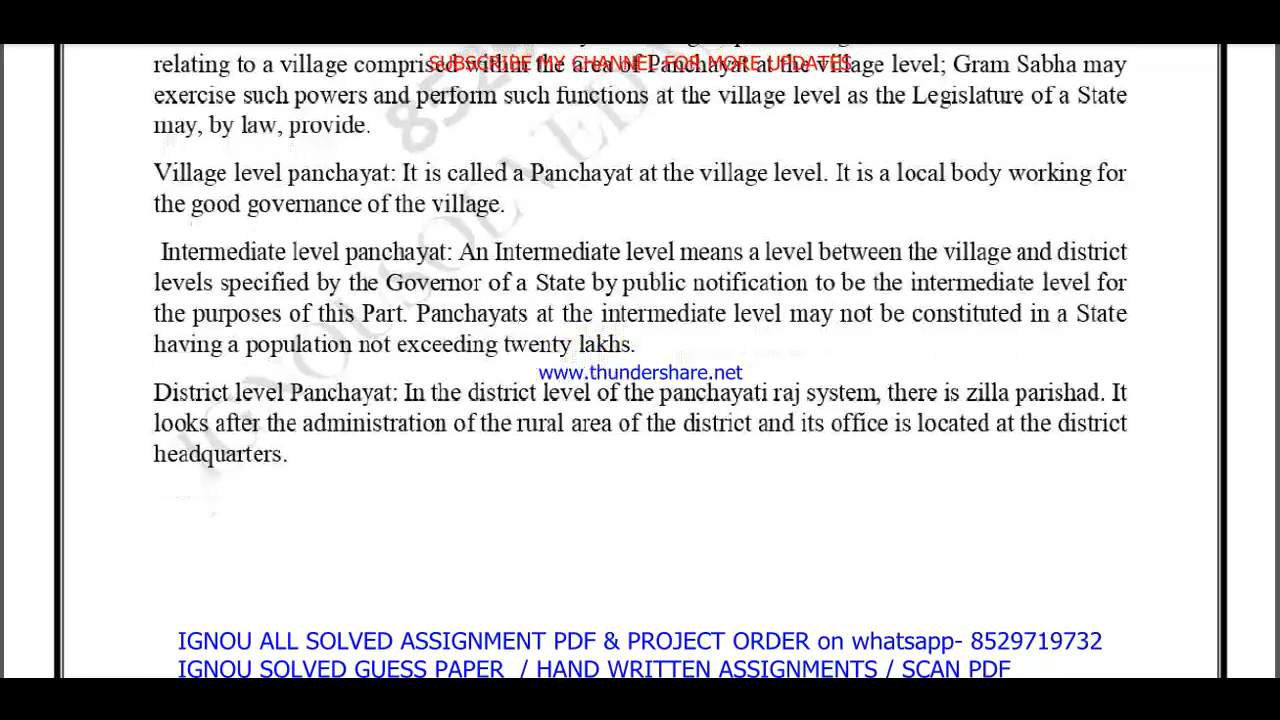 SUBSCRIBE MY CHANNEL FOR MORE UPDATES
relating to a village comprised within the area of Panchayat at the village level; Gram Sabha may
exercise such powers and perform such functions at the village level as the Legislature of a State
may, by law, provide.
Village level panchayat: It is called a Panchayat at the village level. It is a local body working for
the good governance of the village.
Intermediate level panchayat: An Intermediate level means a level between the village and district
levels specified by the Governor of a State by public notification to be the intermediate level for
the purposes of this Part. Panchayats at the intermediate level may not be constituted in a State
having a population not exceeding twenty lakhs.
www.thundershare.net
District level Panchayat: In the district level of the panchayati raj system, there is zilla parishad. It
looks after the administration of the rural area of the district and its office is located at the district
headquarters.
IGNOU ALL SOLVED ASSIGNMENT PDF & PROJECT ORDER on whatsapp- 8529719732
IGNOU SOLVED GUESS PAPER / HAND WRITTEN ASSIGNMENTS / SCAN PDF